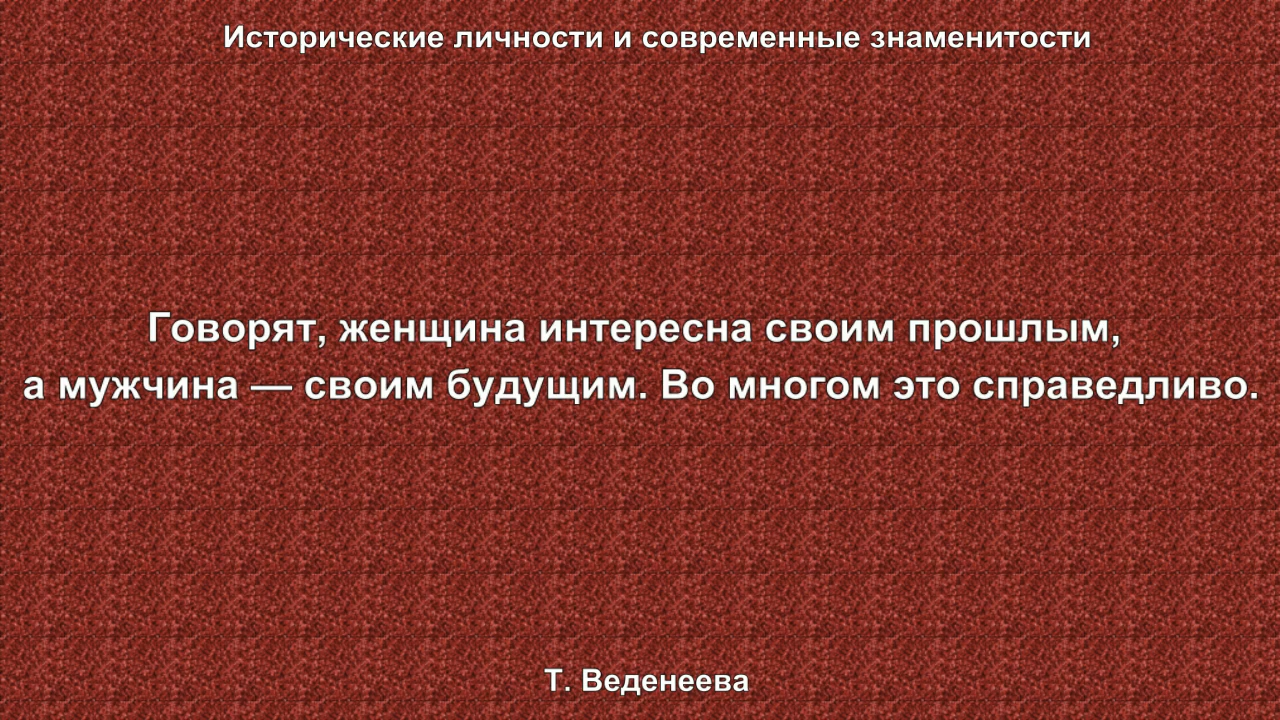 Исторические личности и современные знаменитости
Говорят, женщина интересна своим прошлым,
а мужчина — своим будущим. Во многом это справедливо.
Т. Веденеева